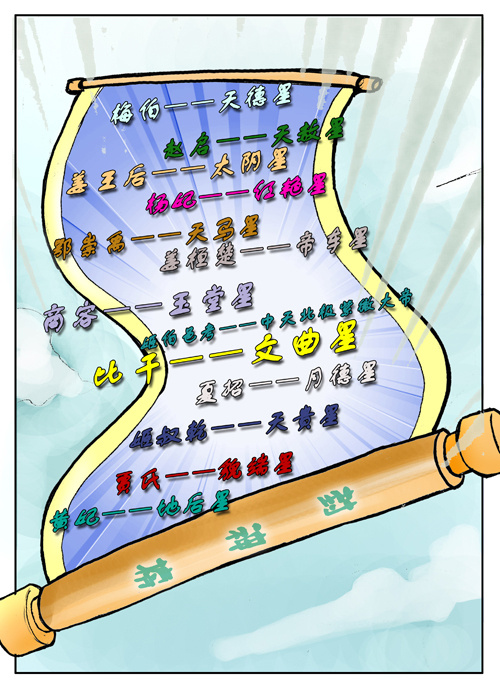 梅伯——天德星
赵启——天赦星
姜王后——太阴星
杨妃——红艳星
鄂崇禹——天马星
姜桓楚——帝车星
商容——玉堂星
姬伯邑考——中天北极紫微大帝
比干——文曲星
夏招——月德星
姬叔乾——天贵星
贾氏——貌端星
黄妃——地后星
封神榜